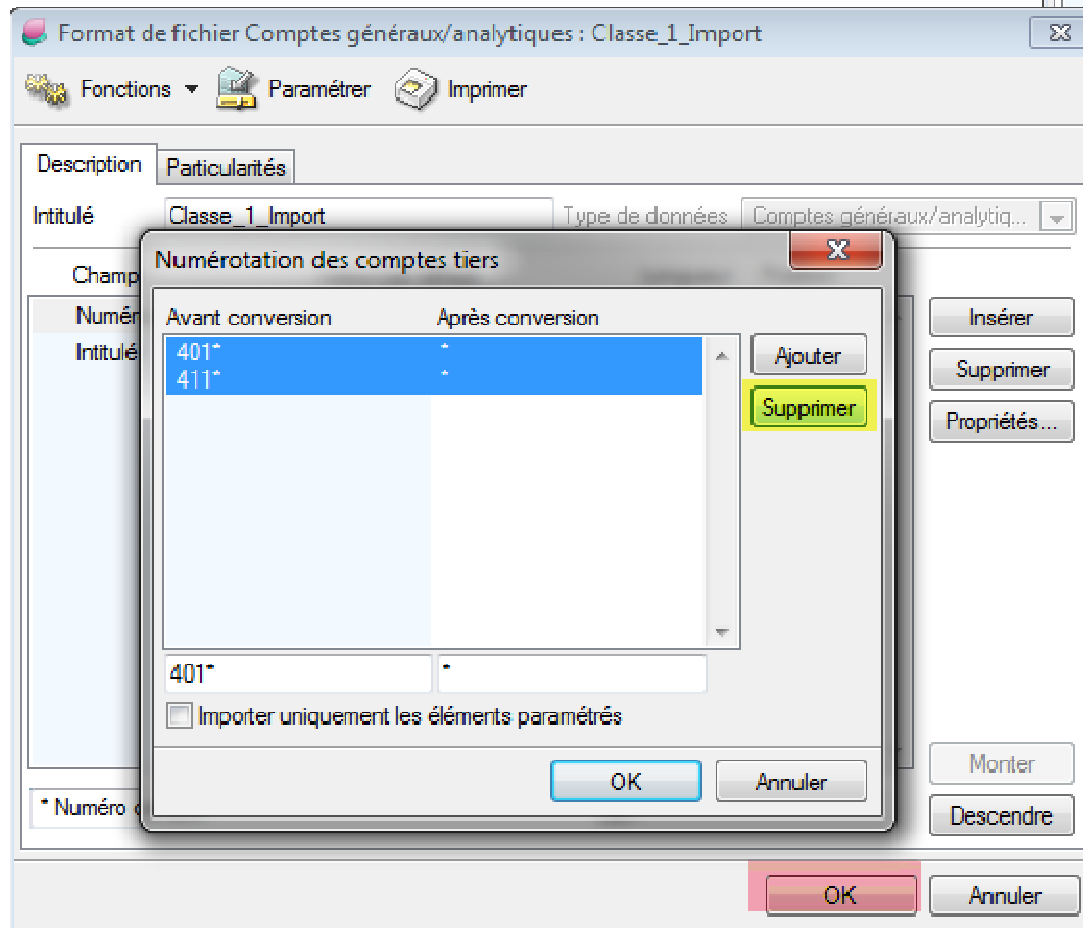 Format de fichier Comptes généraux/analytiques : Classe_1_Import
Fonctions Paramétrer Imprimer
Description Particularités
Intitulé Classe_1_Import Type de données Comptes généraux/analytiq...
Numérotation des comptes tiers
Champ
Avant conversion Après conversion
Numér
Intitulé
401* *
411* *
Ajouter
Supprimer
401* *
Importer uniquement les éléments paramétrés
OK Annuler
* Numéro
Insérer
Supprimer
Propriétés...
Monter
Descendre
OK Annuler